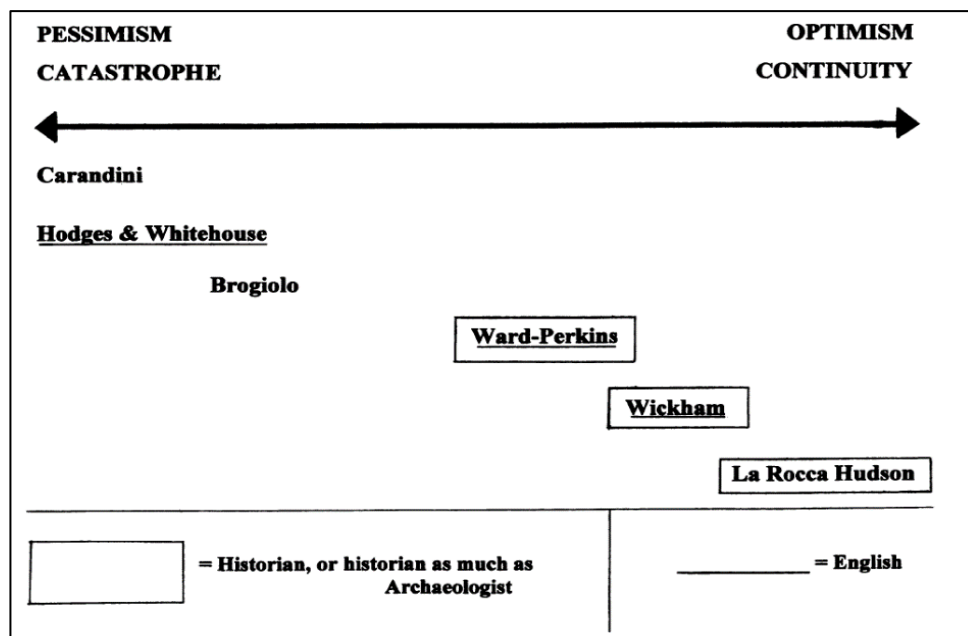 PESSIMISM OPTIMISM
CATASTROPHE CONTINUITY
Carandini
Hodges & Whitehouse
Brogiolo
Ward-Perkins
Wickham
La Rocca Hudson
= Historian, or historian as much as
Archaeologist
= English